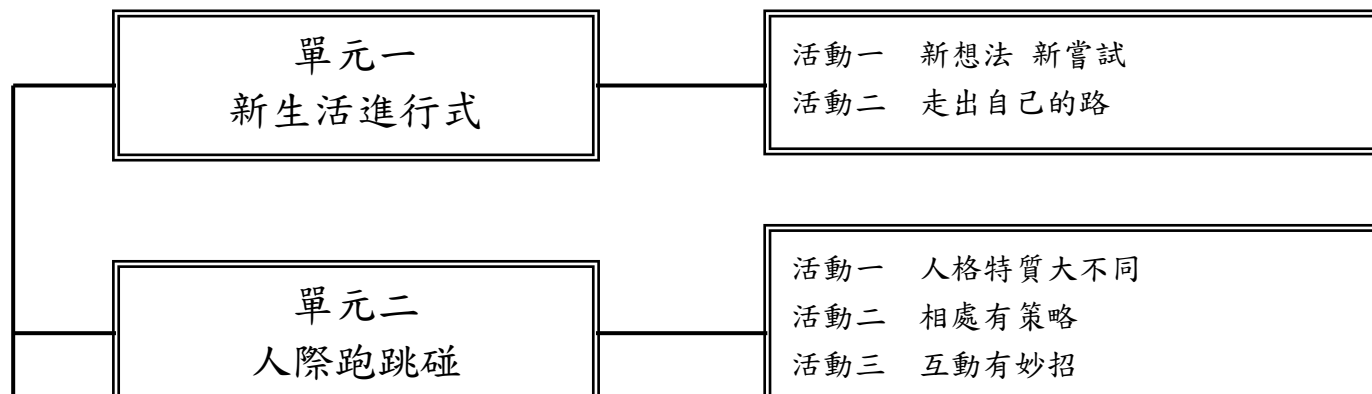 單元一
新生活進行式
活動一　新想法 新嘗試
活動二　走出自己的路
單元二
人際跑跳碰
活動一　人格特質大不同
活動二　相處有策略
活動三　互動有妙招